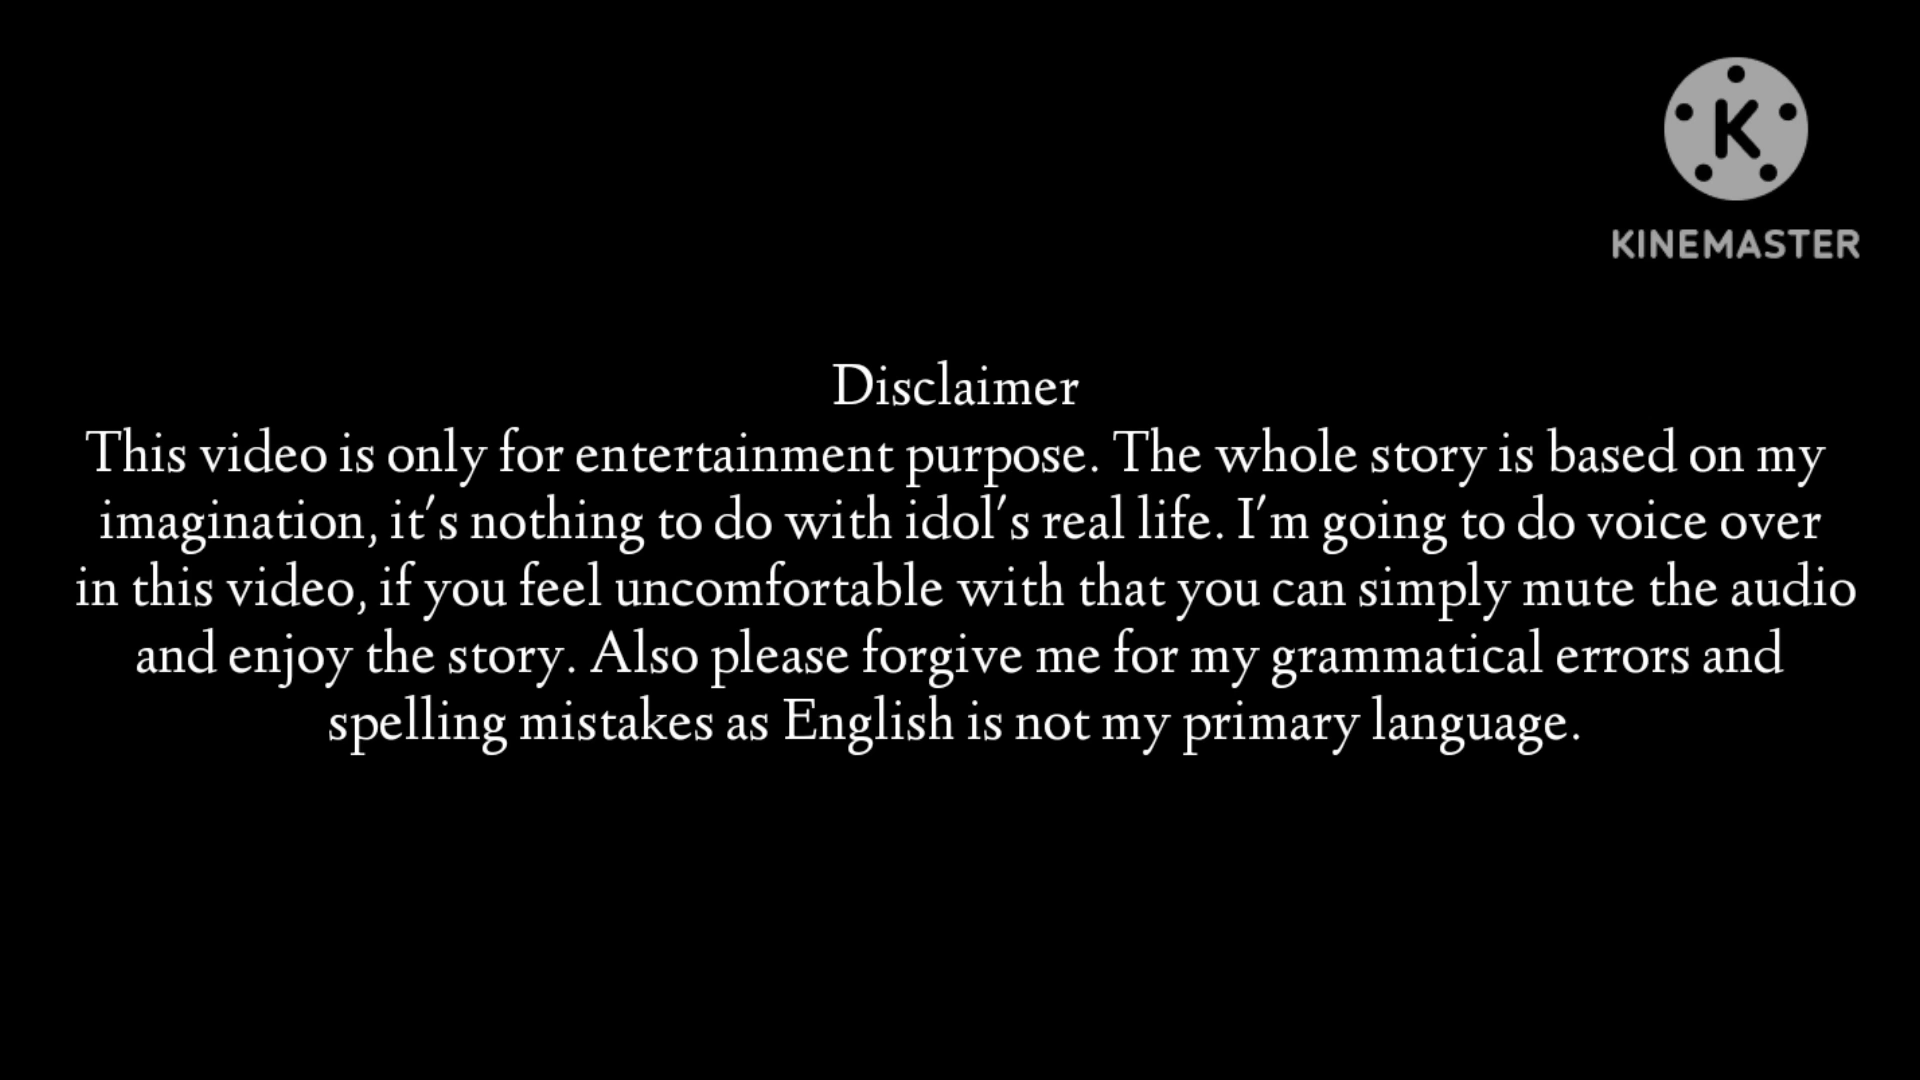 K
KINEMASTER
Disclaimer
This video is only for entertainment purpose. The whole story is based on my
imagination, it's nothing to do with idol's real life. I'm going to do voice over
in this video, if you feel uncomfortable with that you can simply mute the audio
and enjoy the story. Also please forgive me for my grammatical errors and
spelling mistakes as English is not my primary language.